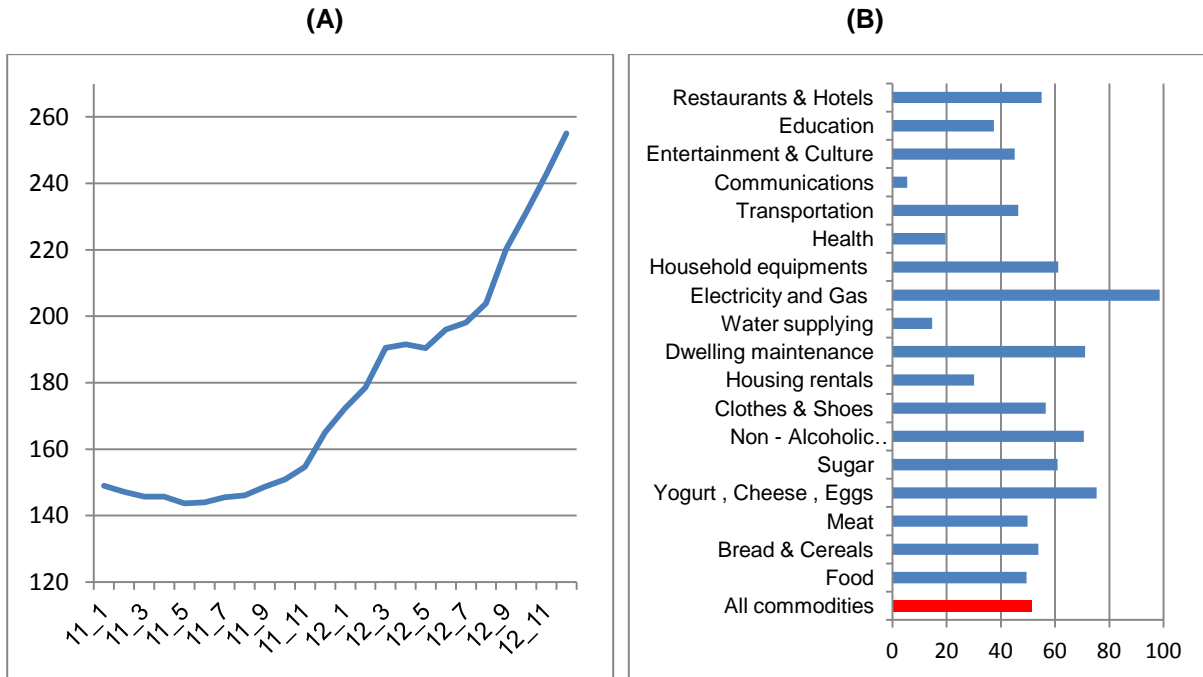 (A)
(B)
260
240
220
200
180
160
140
120
11_1
11_3
11_5
11_7
11_9
11_11
12_1
12_3
12_5
12_7
12_9
12_11
Restaurants & Hotels
Education
Entertainment & Culture
Communications
Transportation
Health
Household equipments
Electricity and Gas
Water supplying
Dwelling maintenance
Housing rentals
Clothes & Shoes
Non - Alcoholic..
Sugar
Yogurt , Cheese , Eggs
Meat
Bread & Cereals
Food
All commodities
0 20 40 60 80 100